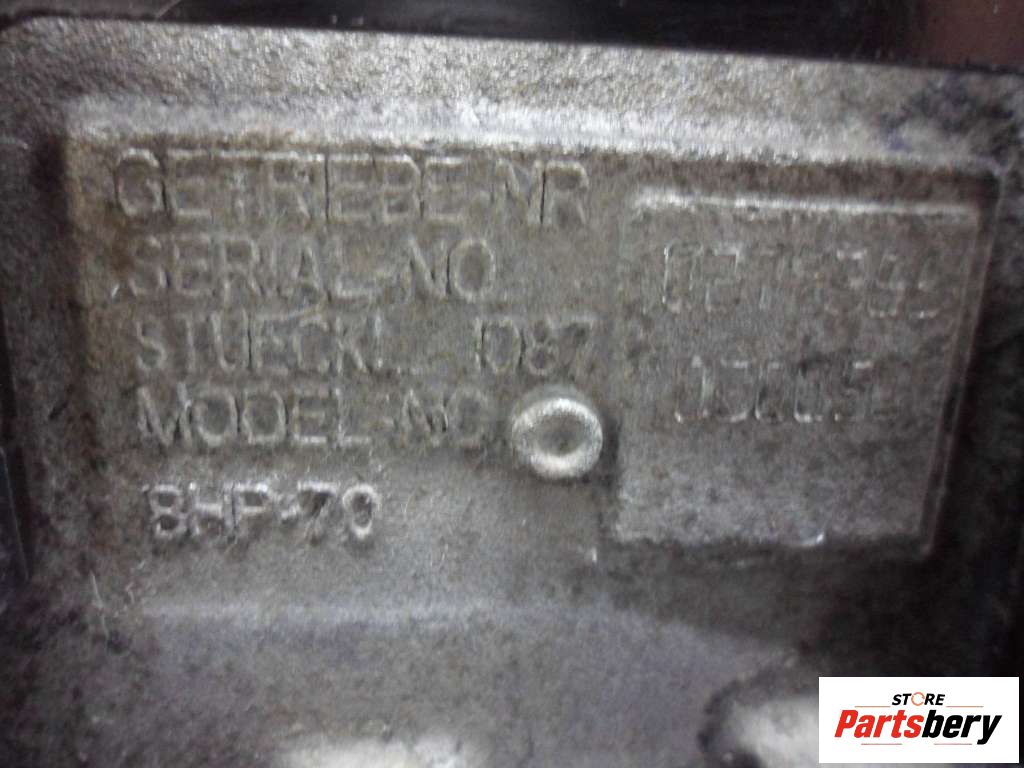 GETRIEBE-NR
SERIAL-NO
STUECKL. 1087
MODEL-NO
8HP-70
STORE
Partsbery